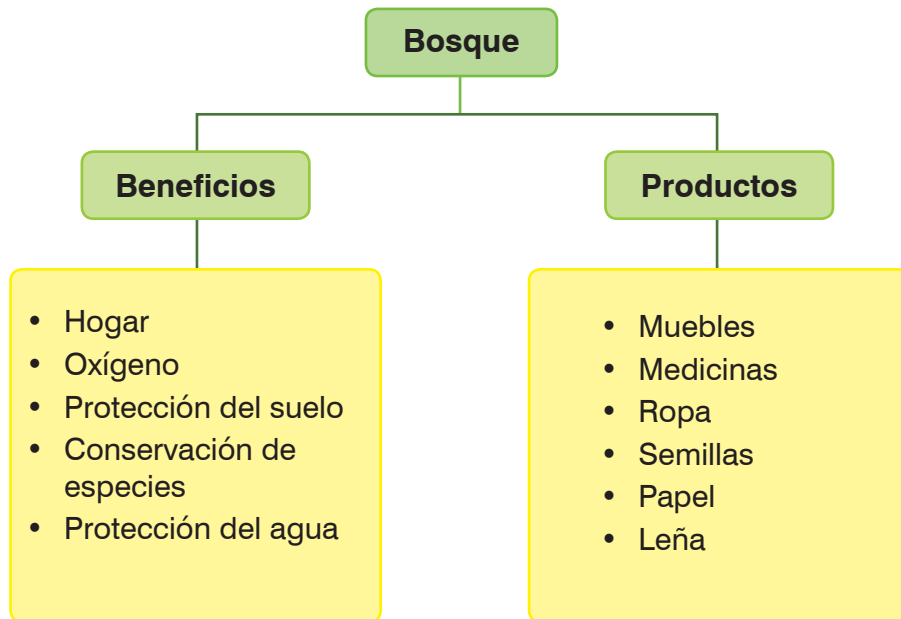 Bosque
Beneficios
• Hogar
• Oxígeno
• Protección del suelo
• Conservación de
especies
• Protección del agua
Productos
• Muebles
• Medicinas
• Ropa
• Semillas
• Papel
• Leña